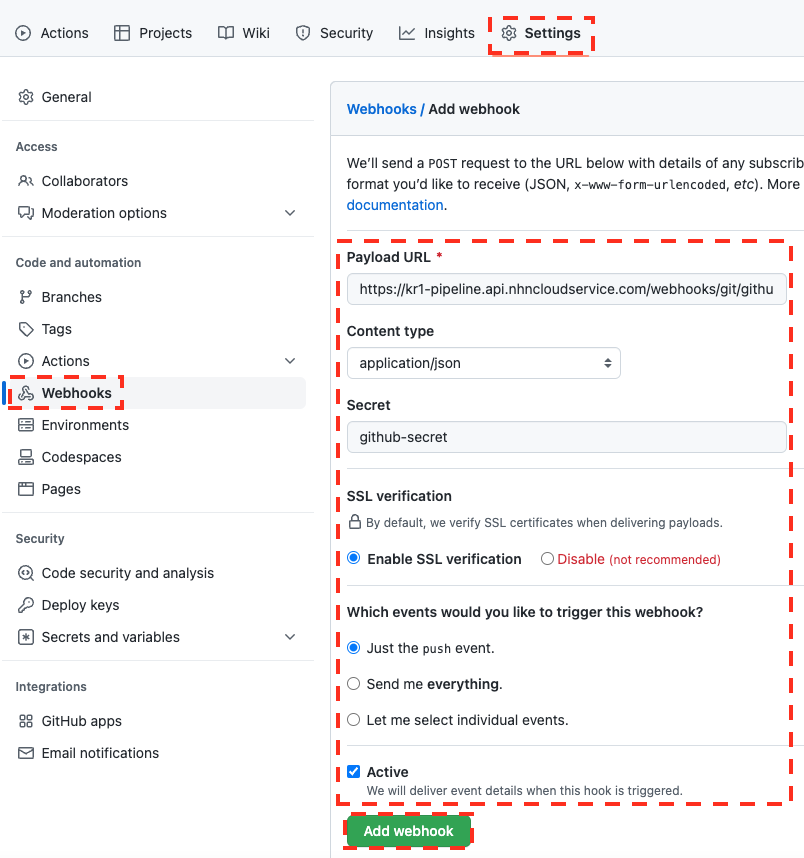 Actions Projects Wiki Security Insights Settings
General
Access
Collaborators
Moderation options
Code and automation
Branches
Tags
Actions
Webhooks
Environments
Codespaces
Pages
Security
Code security and analysis
Deploy keys
Secrets and variables
Integrations
GitHub apps
Email notifications
Webhooks / Add webhook
We'll send a POST request to the URL below with details of any subscrib
format you'd like to receive (JSON, x-www-form-urlencoded, etc). More
documentation.
Payload URL *
https://kr1-pipeline.api.nhncloudservice.com/webhooks/git/githu
Content type
application/json
Secret
github-secret
SSL verification
By default, we verify SSL certificates when delivering payloads.
Enable SSL verification Disable (not recommended)
Which events would you like to trigger this webhook?
Just the push event.
Send me everything.
Let me select individual events.
Active
We will deliver event details when this hook is triggered.
Add webhook